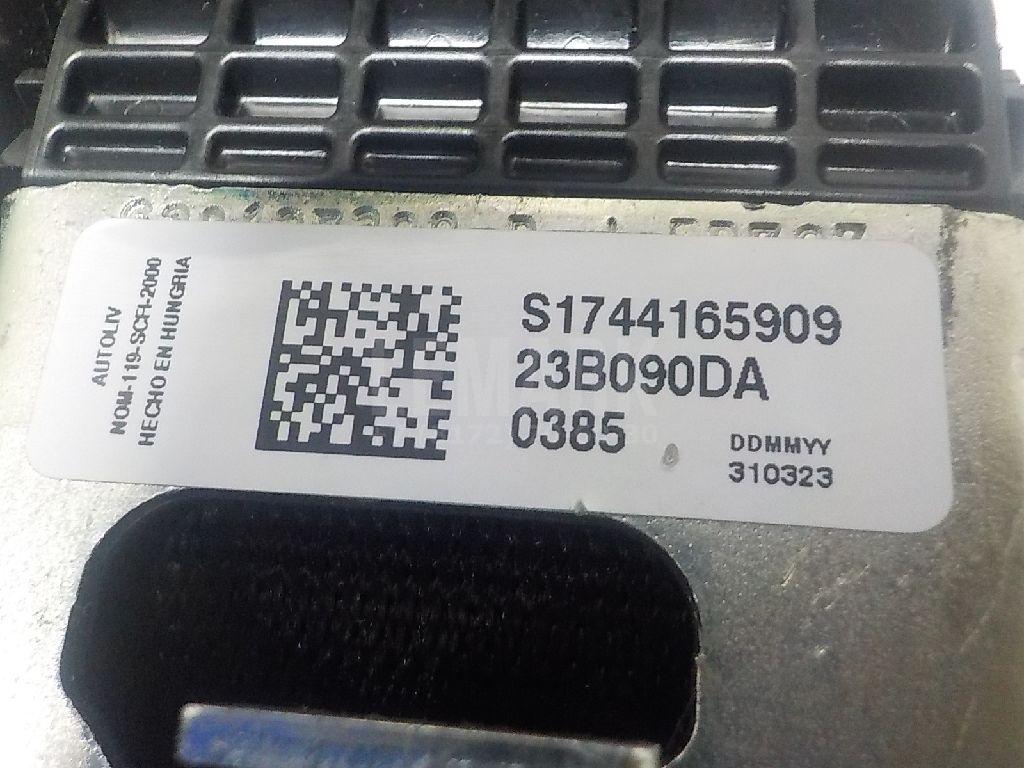 AUTOLIV
NOM-119-SCFI-2000
HECHO EN HUNGRIA
S1744165909
23B090DA
0385
DDMMYY
310323